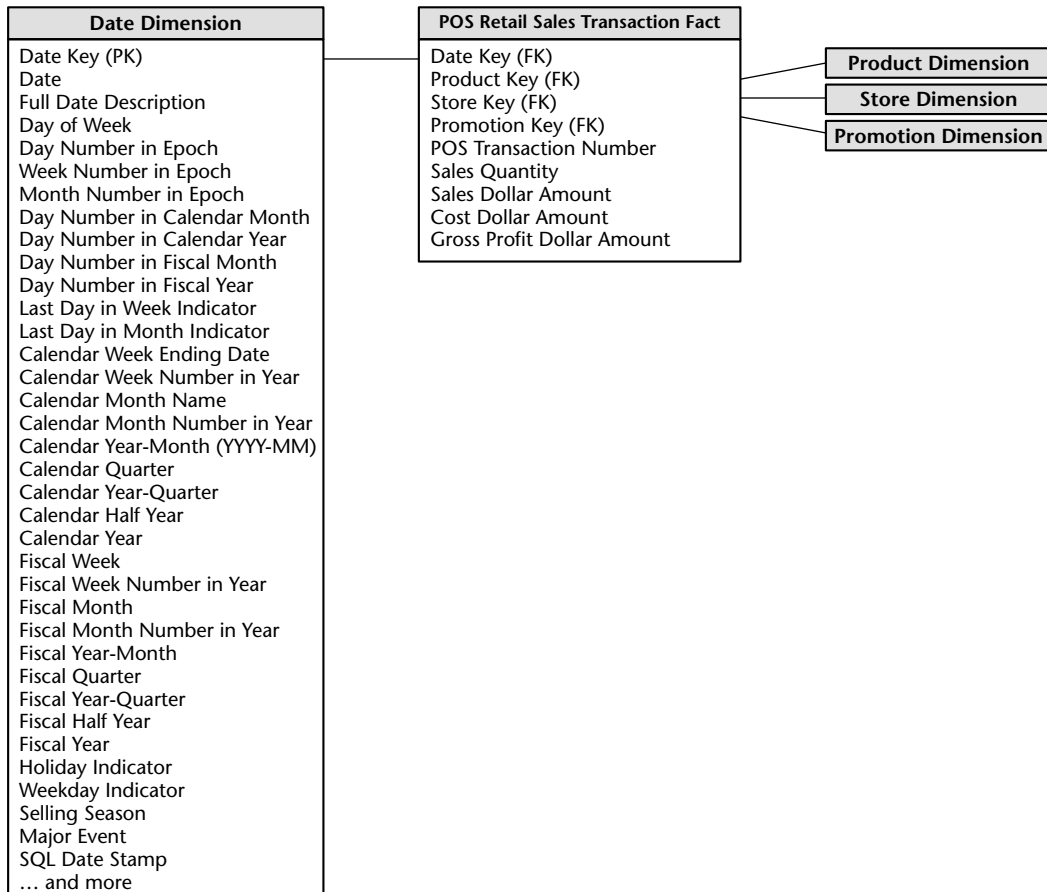 Date Dimension
Date Key (PK)
Date
Full Date Description
Day of Week
Day Number in Epoch
Week Number in Epoch
Month Number in Epoch
Day Number in Calendar Month
Day Number in Calendar Year
Day Number in Fiscal Month
Day Number in Fiscal Year
Last Day in Week Indicator
Last Day in Month Indicator
Calendar Week Ending Date
Calendar Week Number in Year
Calendar Month Name
Calendar Month Number in Year
Calendar Year-Month (YYYY-MM)
Calendar Quarter
Calendar Year-Quarter
Calendar Half Year
Calendar Year
Fiscal Week
Fiscal Week Number in Year
Fiscal Month
Fiscal Month Number in Year
Fiscal Year-Month
Fiscal Quarter
Fiscal Year-Quarter
Fiscal Half Year
Fiscal Year
Holiday Indicator
Weekday Indicator
Selling Season
Major Event
SQL Date Stamp
… and more
POS Retail Sales Transaction Fact
Date Key (FK)
Product Key (FK)
Store Key (FK)
Promotion Key (FK)
POS Transaction Number
Sales Quantity
Sales Dollar Amount
Cost Dollar Amount
Gross Profit Dollar Amount
Product Dimension
Store Dimension
Promotion Dimension